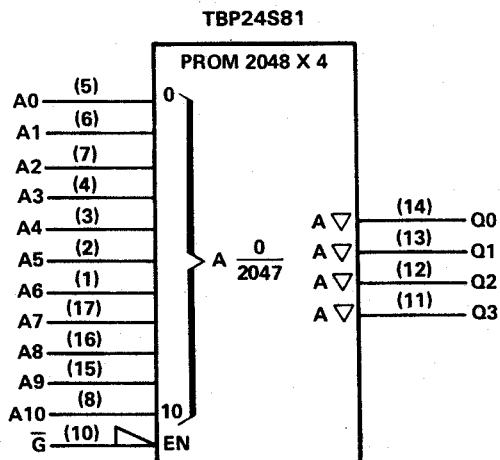 TBP24S81
PROM 2048 X 4
A0 (5) 0
A1 (6)
A2 (7)
A3 (4)
A4 (3)
A5 (2)
A6 (1)
A7 (17)
A8 (16)
A9 (15)
A10 (8) 10
G̅ (10) EN
A 0
2047
A ▽ (14) Q0
A ▽ (13) Q1
A ▽ (12) Q2
A ▽ (11) Q3